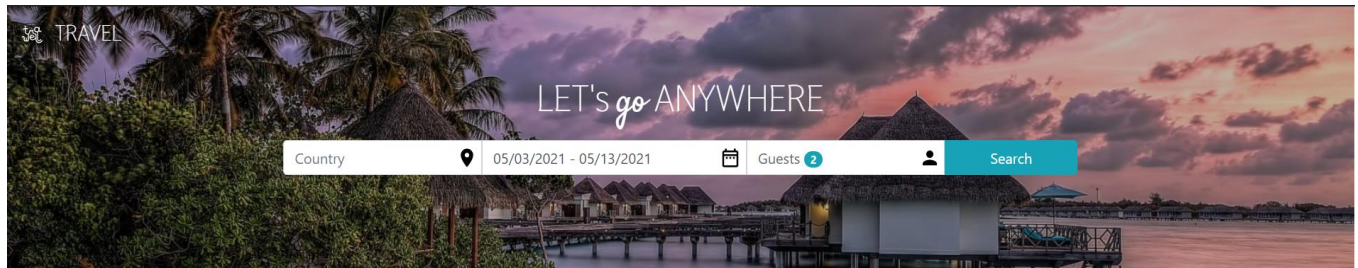 TRAVEL
LET's go ANYWHERE
Country 05/03/2021 - 05/13/2021 Guests 2 Search